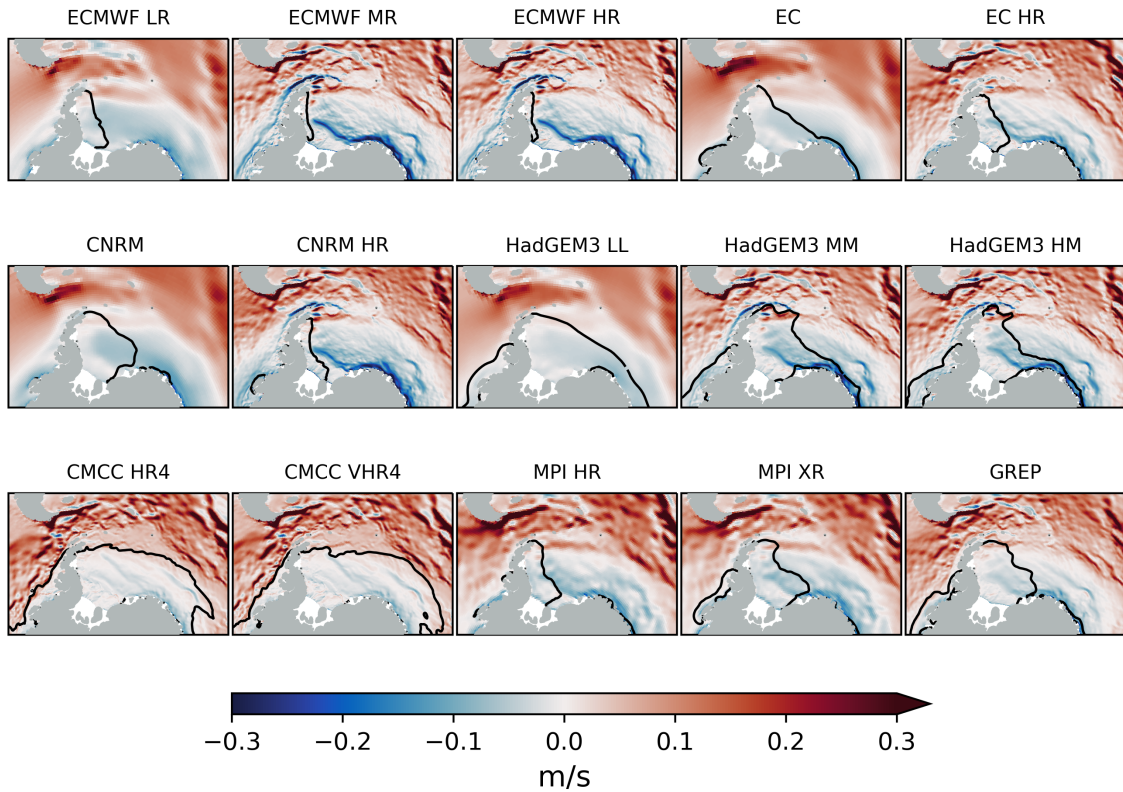 ECMWF LR ECMWF MR ECMWF HR EC EC HR
CNRM CNRM HR HadGEM3 LL HadGEM3 MM HadGEM3 HM
CMCC HR4 CMCC VHR4 MPI HR MPI XR GREP
−0.3 −0.2 −0.1 0.0 0.1 0.2 0.3
m/s